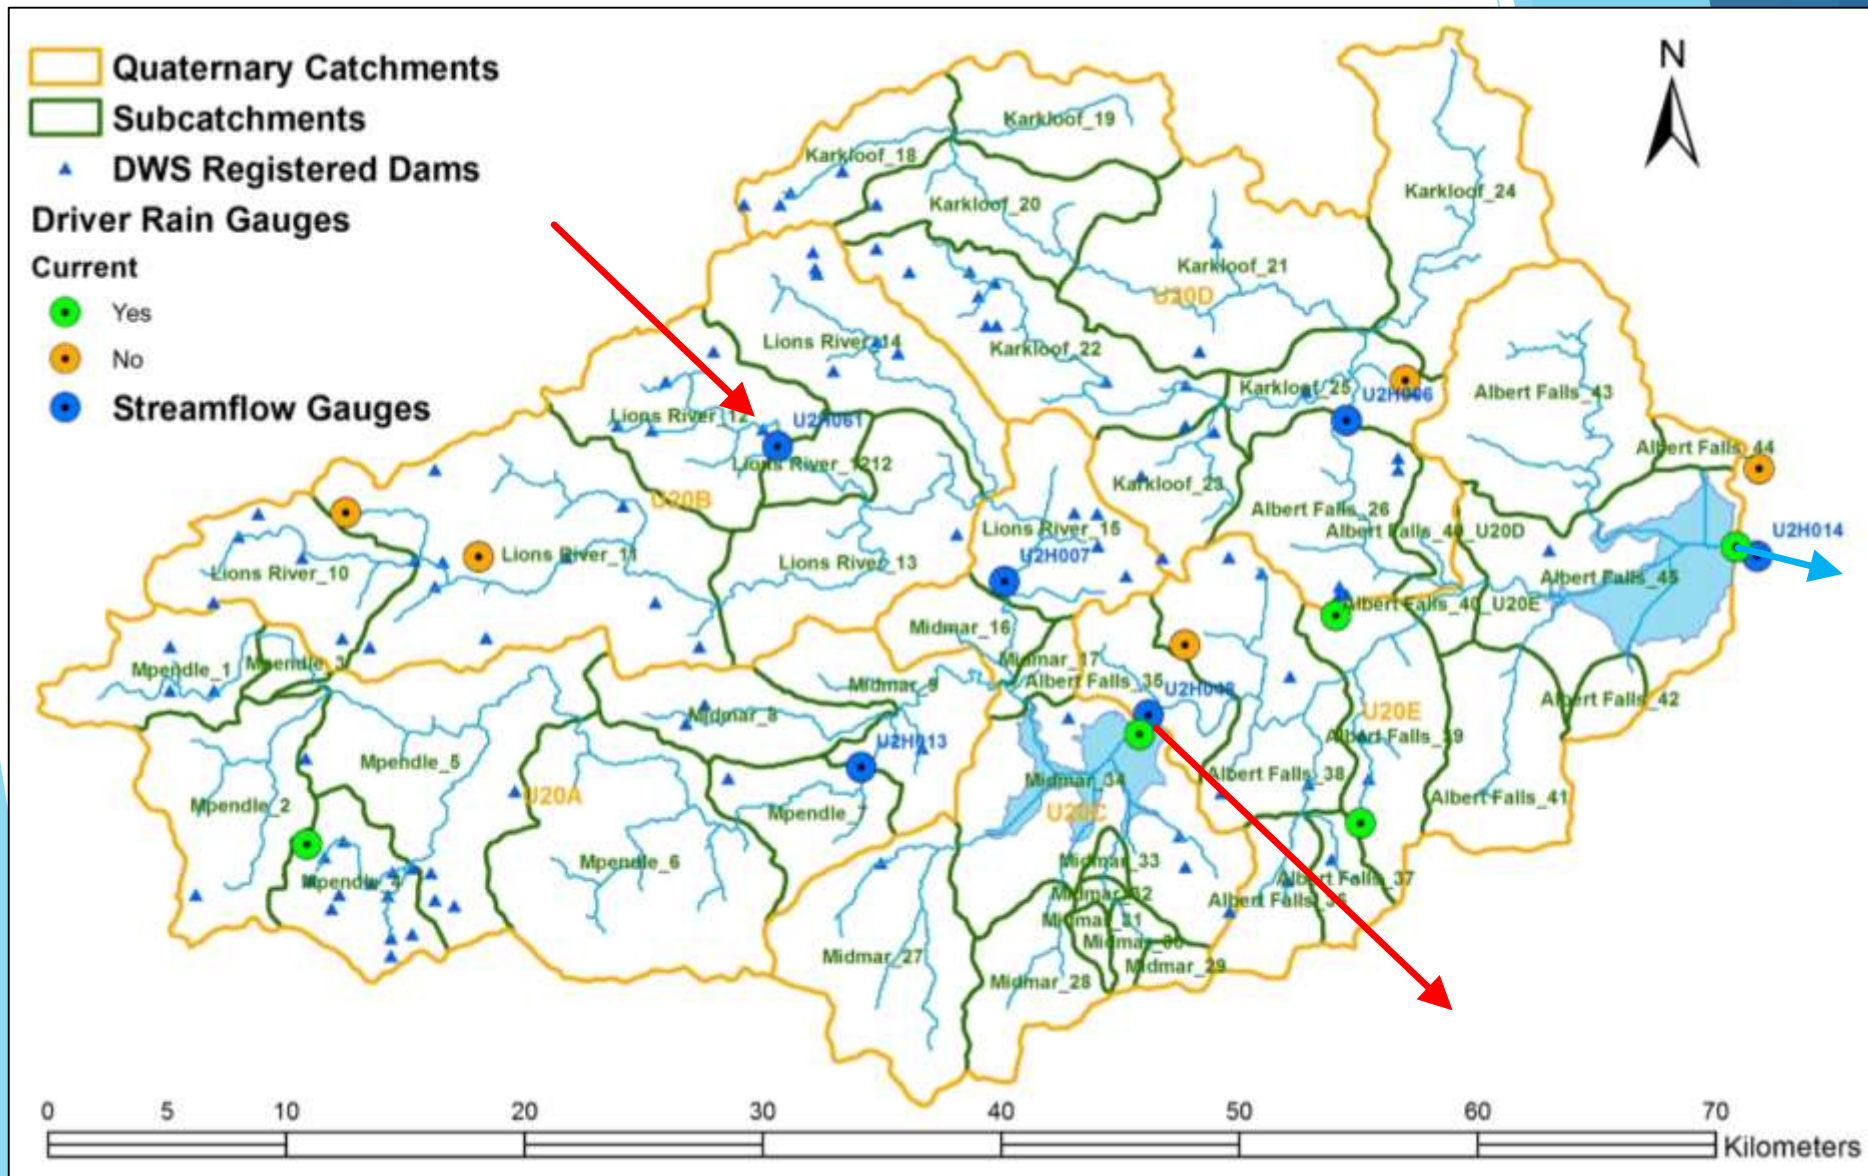 Quaternary Catchments
Subcatchments
DWS Registered Dams
Driver Rain Gauges
Current
Yes
No
Streamflow Gauges
N
Karkloof_19
Karkloof_18
Karkloof_20
Karkloof_24
Karkloof_21
U20D
Lions River_14
Karkloof_22
Karkloof_25
U2H006
Albert Falls_43
Lions River_12
U2H061
Lions River_1212
Albert Falls_44
Karkloof_23
U20B
Albert Falls_26
Lions River_15
Albert Falls_40_U20D
U2H014
Lions River_11
U2H007
Lions River_13
Lions River_10
Albert Falls_45
Albert Falls_40_U20E
Midmar_16
Mpendle_1
Mpendle_3
Midmar_17
Albert Falls_35
Midmar_9
U2H048
Albert Falls_42
Midmar_8
U20E
U2H013
Albert Falls_39
Mpendle_5
Midmar_34
Albert Falls_38
U20A
Mpendle_2
Albert Falls_41
Mpendle_7
U20C
Mpendle_6
Midmar_33
Mpendle_4
Albert Falls_37
Midmar_32
Albert Falls_36
Midmar_31
Midmar_30
Midmar_27
Midmar_29
Midmar_28
0 5 10 20 30 40 50 60 70
Kilometers